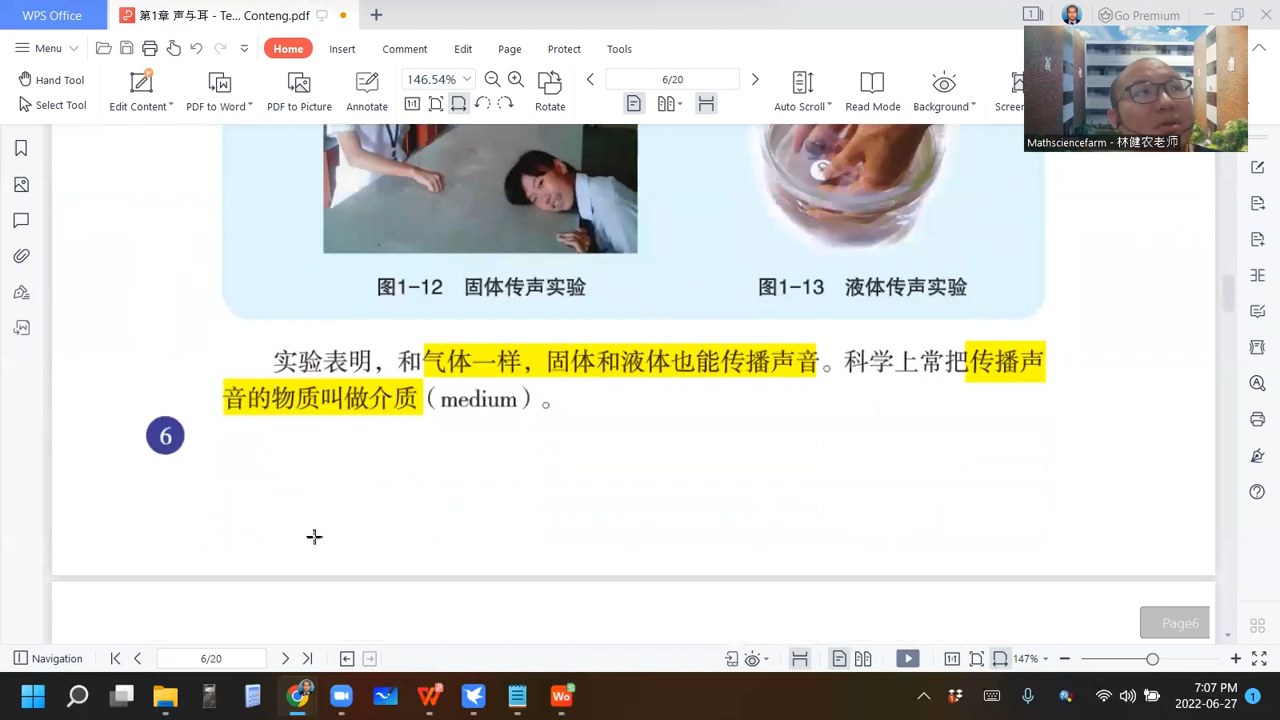 WPS Office
第1章 声与耳 - Te... Conteng.pdf
1
Go Premium
Menu
Home
Insert
Comment
Edit
Page
Protect
Tools
Hand Tool
Select Tool
Edit Content
PDF to Word
PDF to Picture
Annotate
146.54%
Rotate
6/20
Auto Scroll
Read Mode
Background
Screen
Mathsciencefarm - 林健农老师
图1-12 固体传声实验
图1-13 液体传声实验
实验表明，和气体一样，固体和液体也能传播声音。科学上常把传播声
音的物质叫做介质（medium）。
6
Page6
Navigation
6/20
147%
7:07 PM
2022-06-27
1